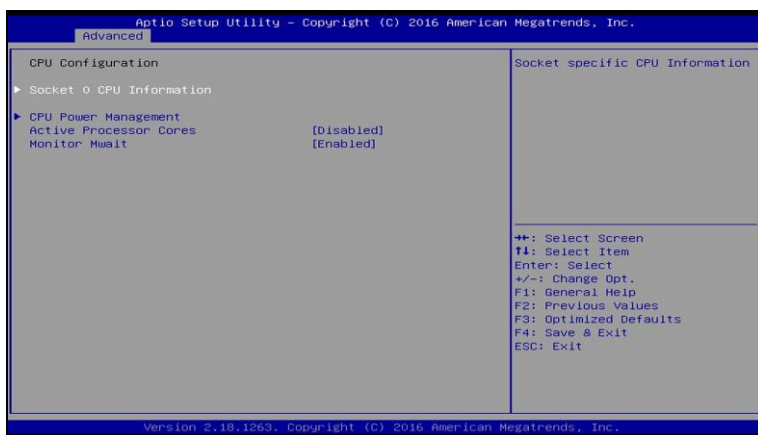 Aptio Setup Utility – Copyright (C) 2016 American Megatrends, Inc.
Advanced
CPU Configuration
Socket 0 CPU Information
CPU Power Management
Active Processor Cores [Disabled]
Monitor Mwait [Enabled]
Socket specific CPU Information
→←: Select Screen
↑↓: Select Item
Enter: Select
+/-: Change Opt.
F1: General Help
F2: Previous Values
F3: Optimized Defaults
F4: Save & Exit
ESC: Exit
Version 2.18.1263. Copyright (C) 2016 American Megatrends, Inc.